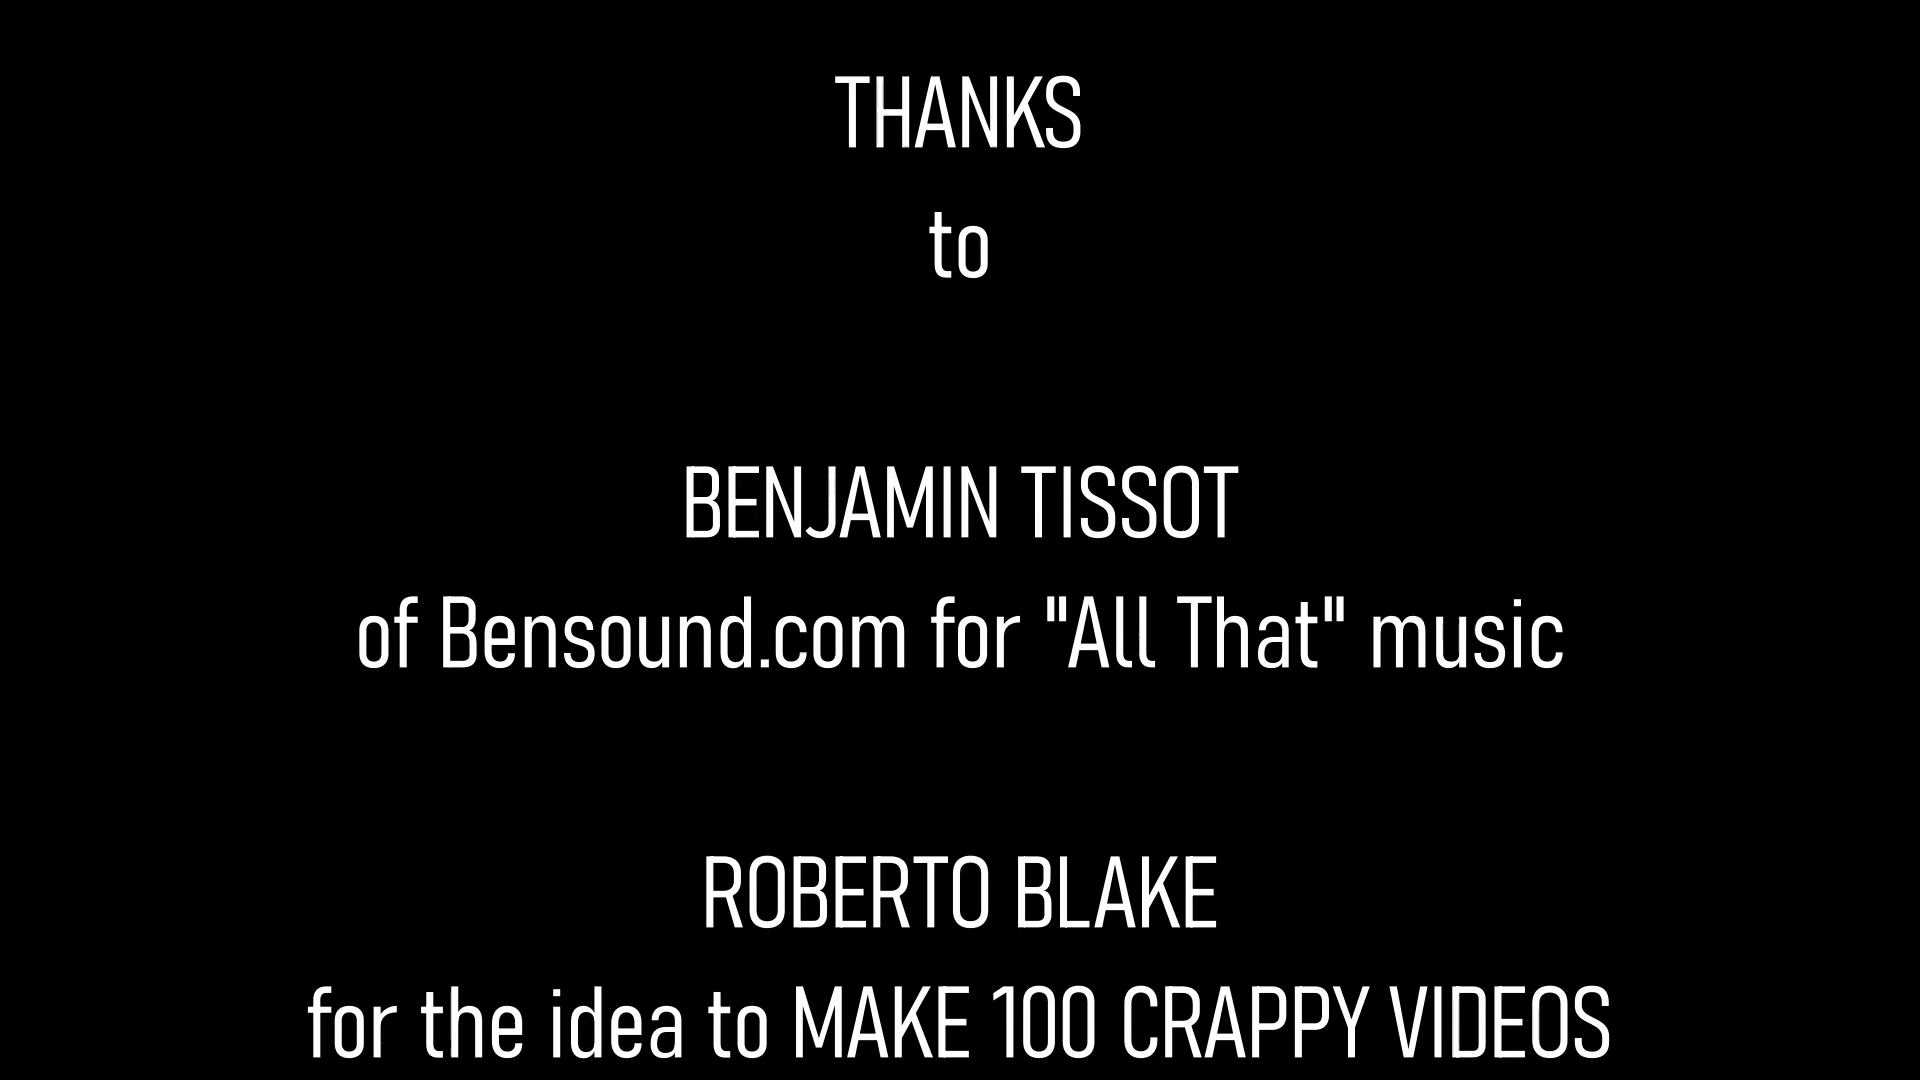 THANKS
to
BENJAMIN TISSOT
of Bensound.com for "All That" music
ROBERTO BLAKE
for the idea to MAKE 100 CRAPPY VIDEOS